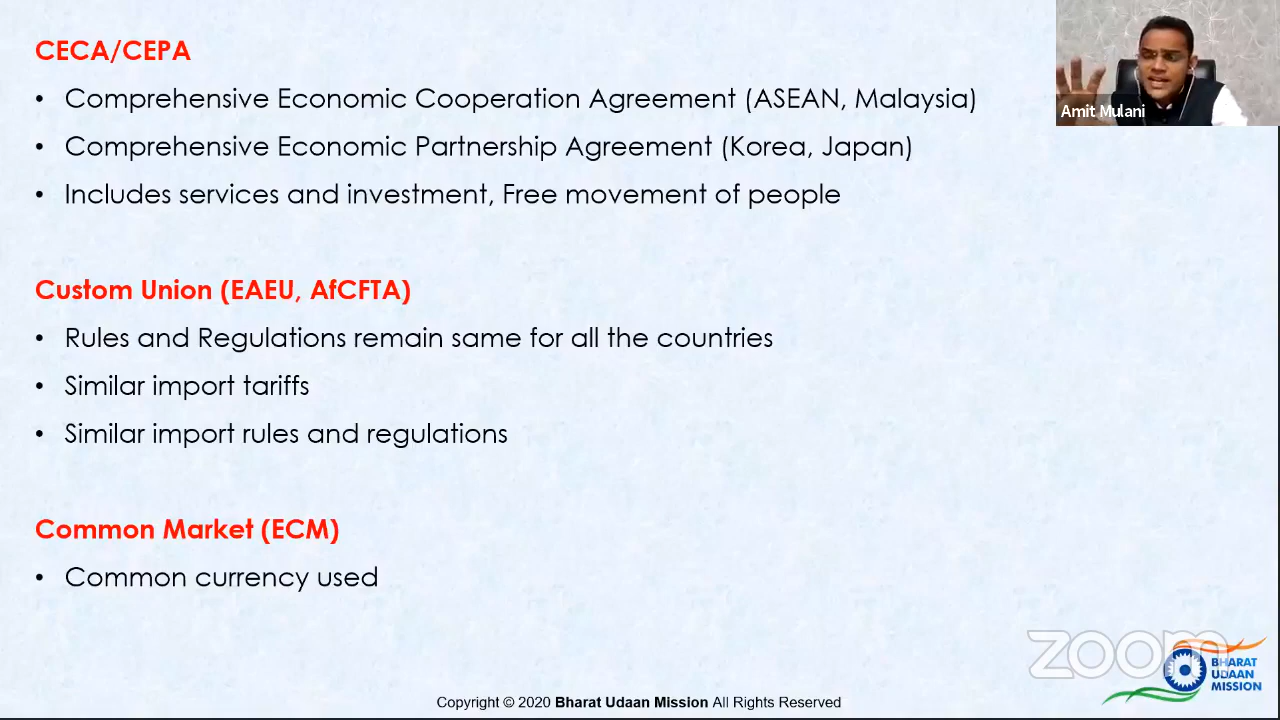 CECA/CEPA
• Comprehensive Economic Cooperation Agreement (ASEAN, Malaysia)
• Comprehensive Economic Partnership Agreement (Korea, Japan)
• Includes services and investment, Free movement of people
Custom Union (EAEU, AfCFTA)
• Rules and Regulations remain same for all the countries
• Similar import tariffs
• Similar import rules and regulations
Common Market (ECM)
• Common currency used
Amit Mulani
zoom
BHARAT
UDAAN
MISSION
Copyright © 2020 Bharat Udaan Mission All Rights Reserved